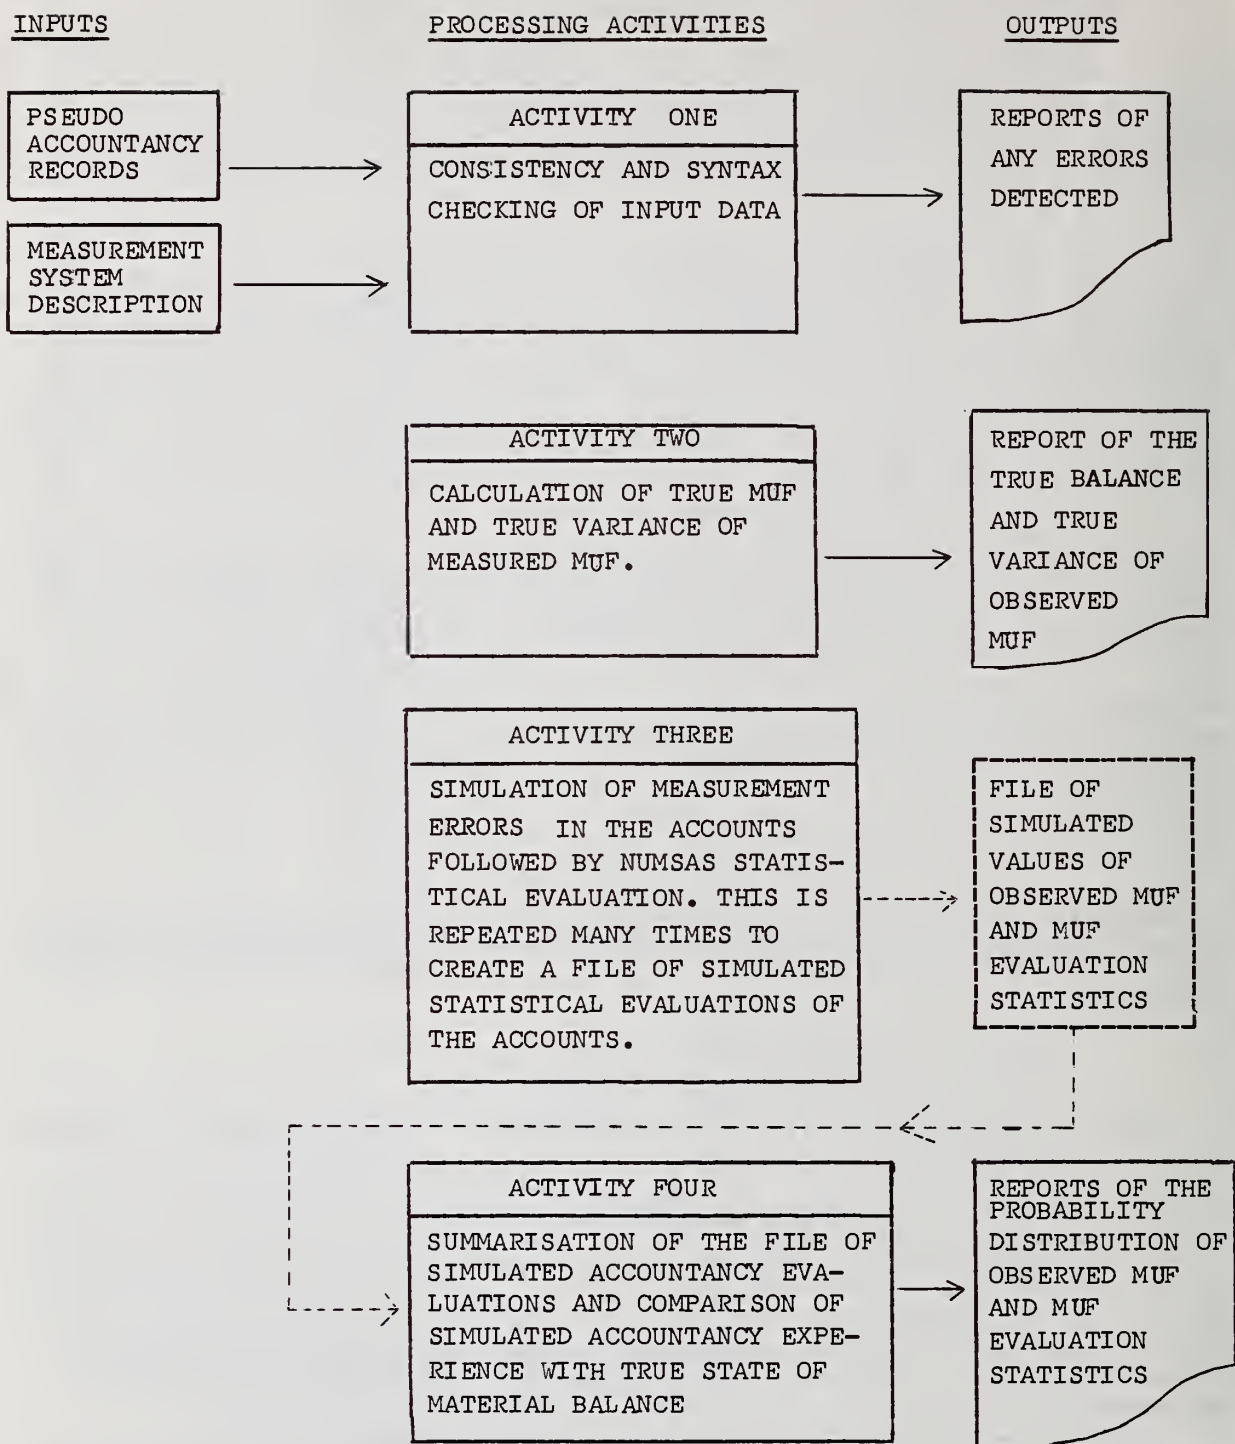 INPUTS
PROCESSING ACTIVITIES
OUTPUTS
PSEUDO
ACCOUNTANCY
RECORDS
MEASUREMENT
SYSTEM
DESCRIPTION
ACTIVITY ONE
CONSISTENCY AND SYNTAX
CHECKING OF INPUT DATA
REPORTS OF
ANY ERRORS
DETECTED
ACTIVITY TWO
CALCULATION OF TRUE MUF
AND TRUE VARIANCE OF
MEASURED MUF.
REPORT OF THE
TRUE BALANCE
AND TRUE
VARIANCE OF
OBSERVED
MUF
ACTIVITY THREE
SIMULATION OF MEASUREMENT
ERRORS IN THE ACCOUNTS
FOLLOWED BY NUMSAS STATIS-
TICAL EVALUATION. THIS IS
REPEATED MANY TIMES TO
CREATE A FILE OF SIMULATED
STATISTICAL EVALUATIONS OF
THE ACCOUNTS.
FILE OF
SIMULATED
VALUES OF
OBSERVED MUF
AND MUF
EVALUATION
STATISTICS
ACTIVITY FOUR
SUMMARISATION OF THE FILE OF
SIMULATED ACCOUNTANCY EVA-
LUATIONS AND COMPARISON OF
SIMULATED ACCOUNTANCY EXPE-
RIENCE WITH TRUE STATE OF
MATERIAL BALANCE
REPORTS OF THE
PROBABILITY
DISTRIBUTION OF
OBSERVED MUF
AND MUF
EVALUATION
STATISTICS